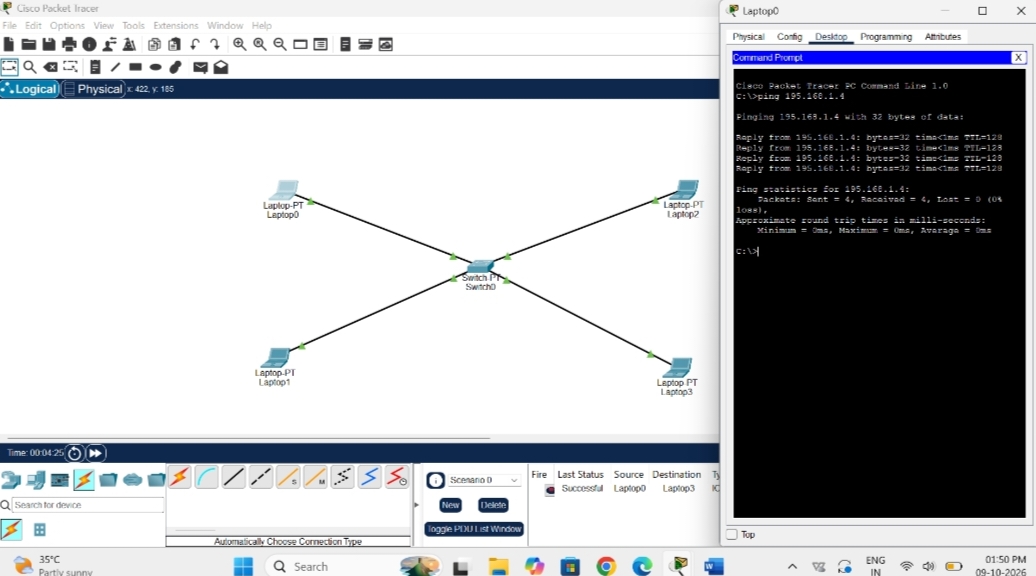 Cisco Packet Tracer
File Edit Options View Tools Extensions Window Help
Logical Physical x: 422, y: 185
Laptop-PT
Laptop0
Laptop-PT
Laptop2
Switch-PT
Switch0
Laptop-PT
Laptop1
Laptop-PT
Laptop3
Time: 00:04:25
Search for device
Automatically Choose Connection Type
Scenario 0
New Delete
Toggle PDU List Window
Fire Last Status Source Destination
Successful Laptop0 Laptop3
Laptop0
Physical Config Desktop Programming Attributes
Command Prompt X
Cisco Packet Tracer PC Command Line 1.0
C:\>ping 195.168.1.4
Pinging 195.168.1.4 with 32 bytes of data:
Reply from 195.168.1.4: bytes=32 time<1ms TTL=128
Reply from 195.168.1.4: bytes=32 time<1ms TTL=128
Reply from 195.168.1.4: bytes=32 time<1ms TTL=128
Reply from 195.168.1.4: bytes=32 time<1ms TTL=128
Ping statistics for 195.168.1.4:
Packets: Sent = 4, Received = 4, Lost = 0 (0%
loss),
Approximate round trip times in milli-seconds:
Minimum = 0ms, Maximum = 0ms, Average = 0ms
C:\>
Top
35°C
Partly sunny
Search
ENG
IN
01:50 PM
09-10-2026